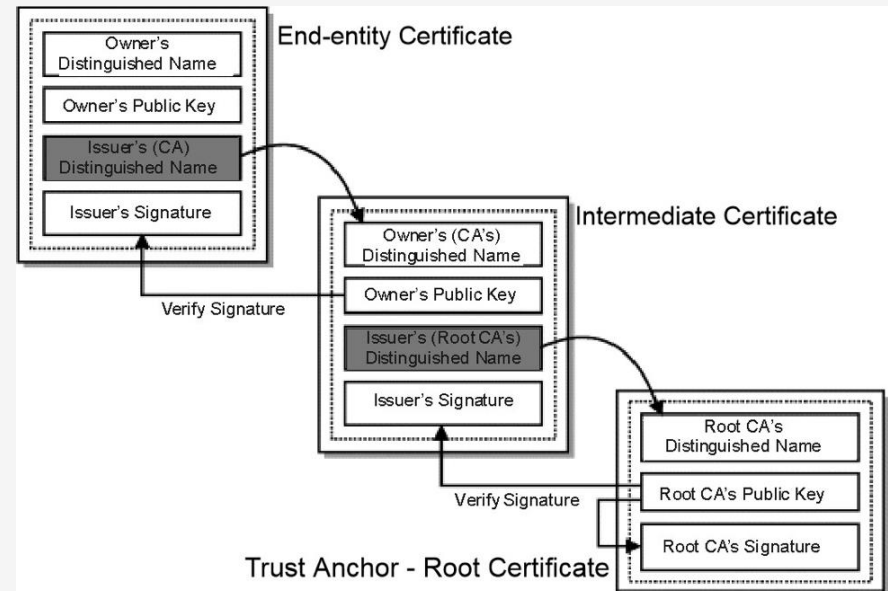 End-entity Certificate
Owner's
Distinguished Name
Owner's Public Key
Issuer's (CA)
Distinguished Name
Issuer's Signature
Intermediate Certificate
Owner's (CA's)
Distinguished Name
Owner's Public Key
Verify Signature
Issuer's (Root CA's)
Distinguished Name
Issuer's Signature
Root CA's
Distinguished Name
Root CA's Public Key
Verify Signature
Root CA's Signature
Trust Anchor - Root Certificate